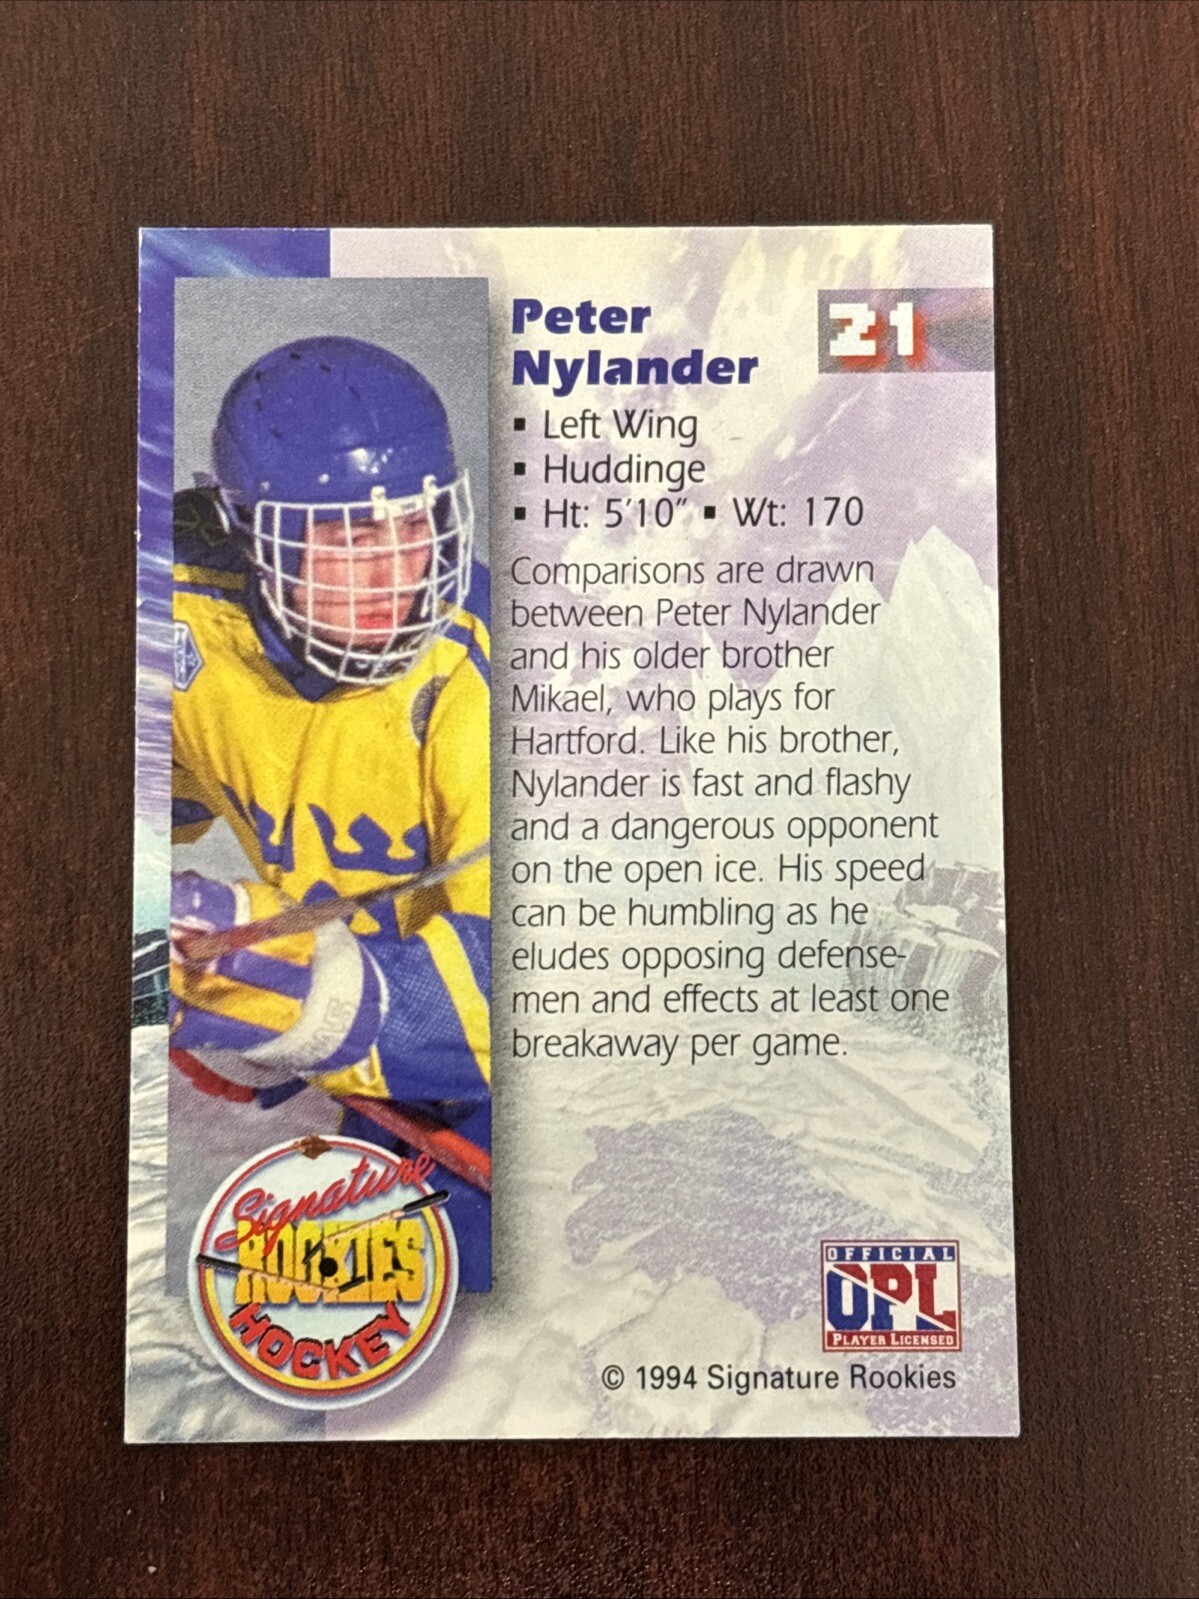 Peter
Nylander
21
▪ Left Wing
▪ Huddinge
▪ Ht: 5'10" ▪ Wt: 170
Comparisons are drawn
between Peter Nylander
and his older brother
Mikael, who plays for
Hartford. Like his brother,
Nylander is fast and flashy
and a dangerous opponent
on the open ice. His speed
can be humbling as he
eludes opposing defense-
men and effects at least one
breakaway per game.
Signature
ROOKIES
HOCKEY
OFFICIAL
OPL
PLAYER LICENSED
© 1994 Signature Rookies